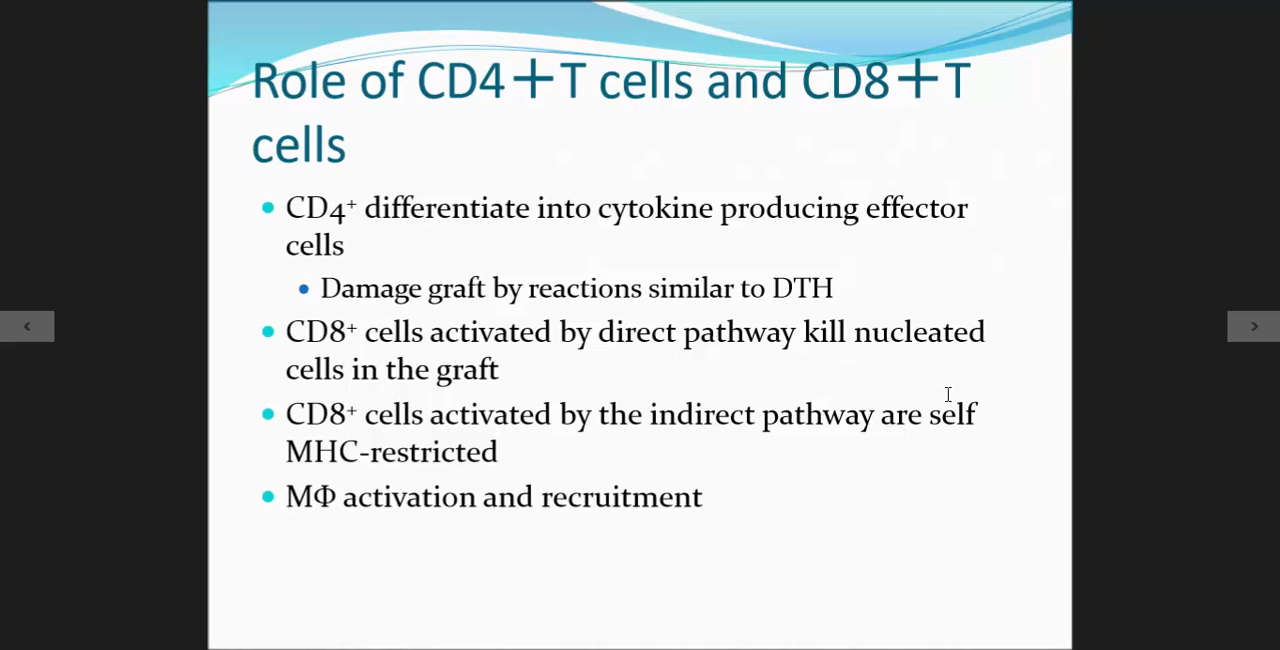 Role of CD4+T cells and CD8+T
cells
CD4⁺ differentiate into cytokine producing effector
cells
Damage graft by reactions similar to DTH
CD8⁺ cells activated by direct pathway kill nucleated
cells in the graft
CD8⁺ cells activated by the indirect pathway are self
MHC-restricted
MΦ activation and recruitment